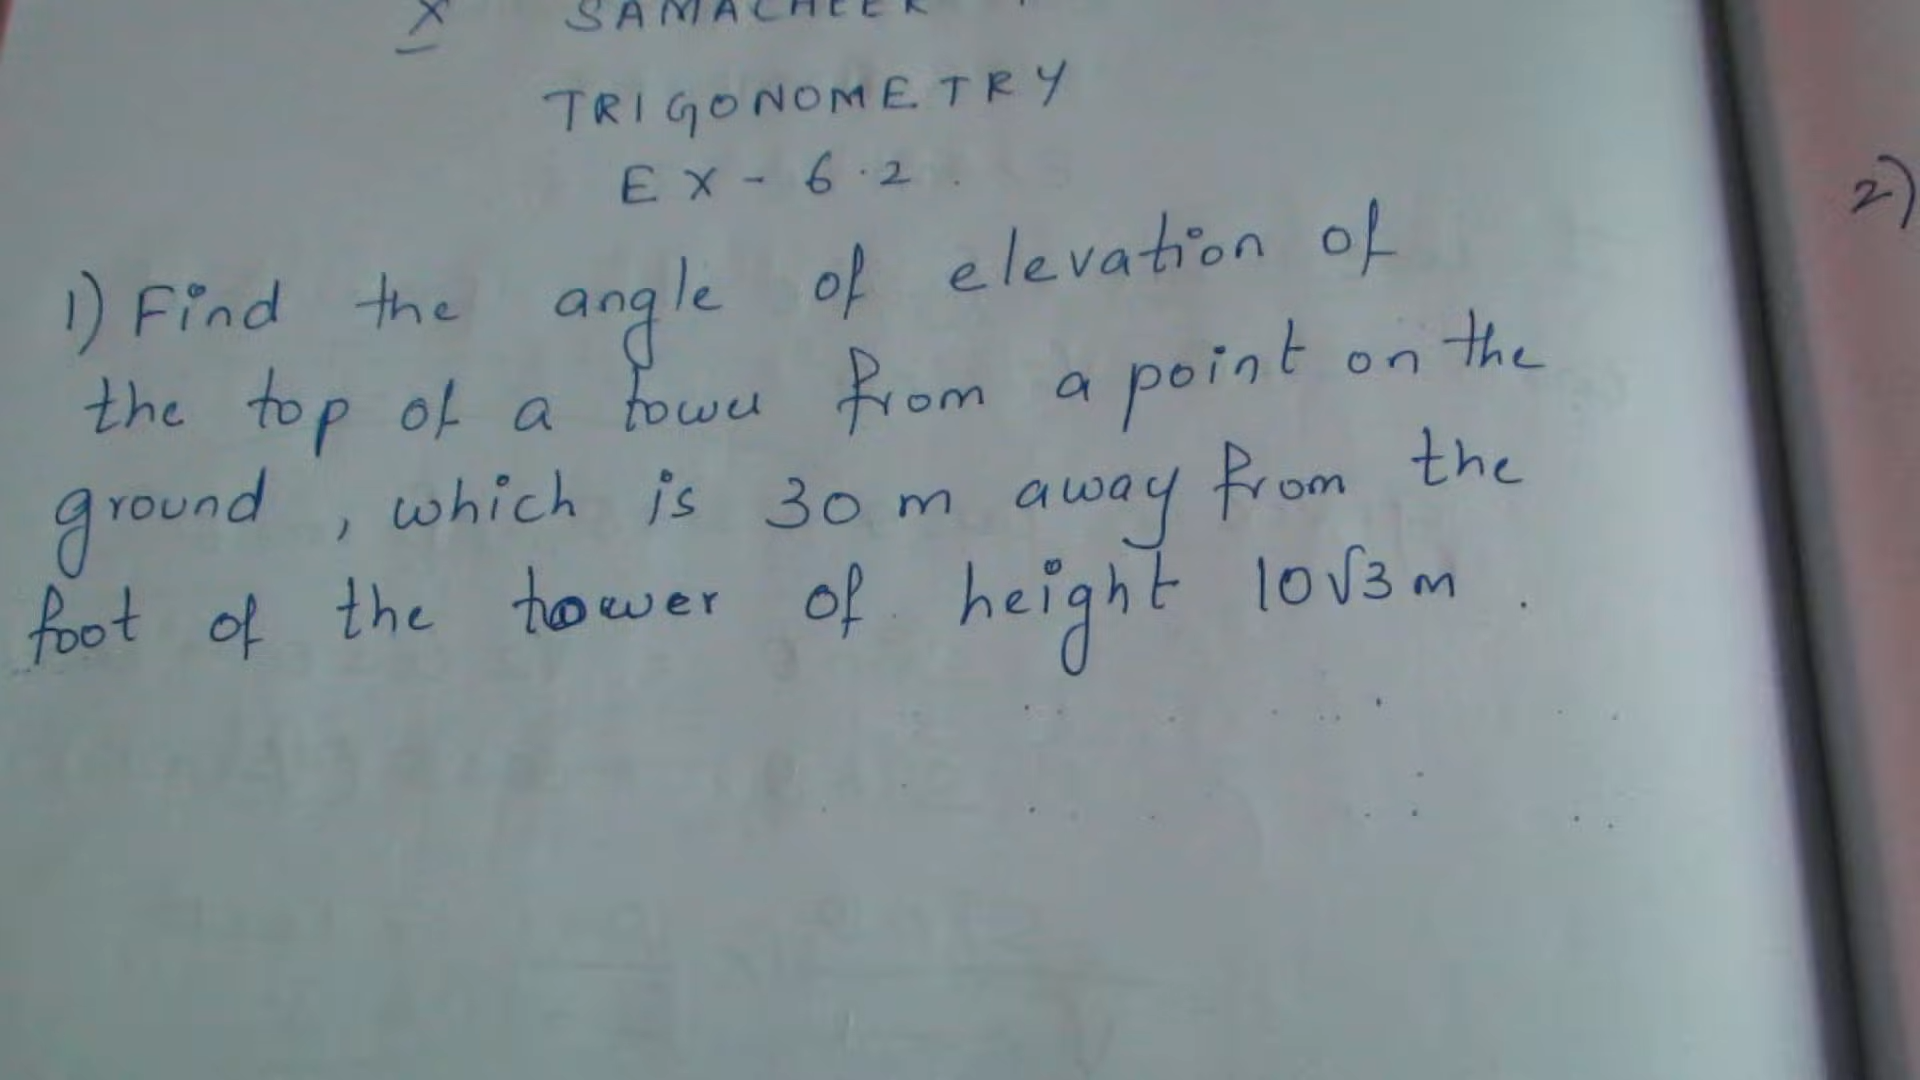 X SAMACHEER
TRIGONOMETRY
EX - 6.2.
1) Find the angle of elevation of
the top of a tower from a point on the
ground, which is 30 m away from the
foot of the tower of height 10√3 m.
2)